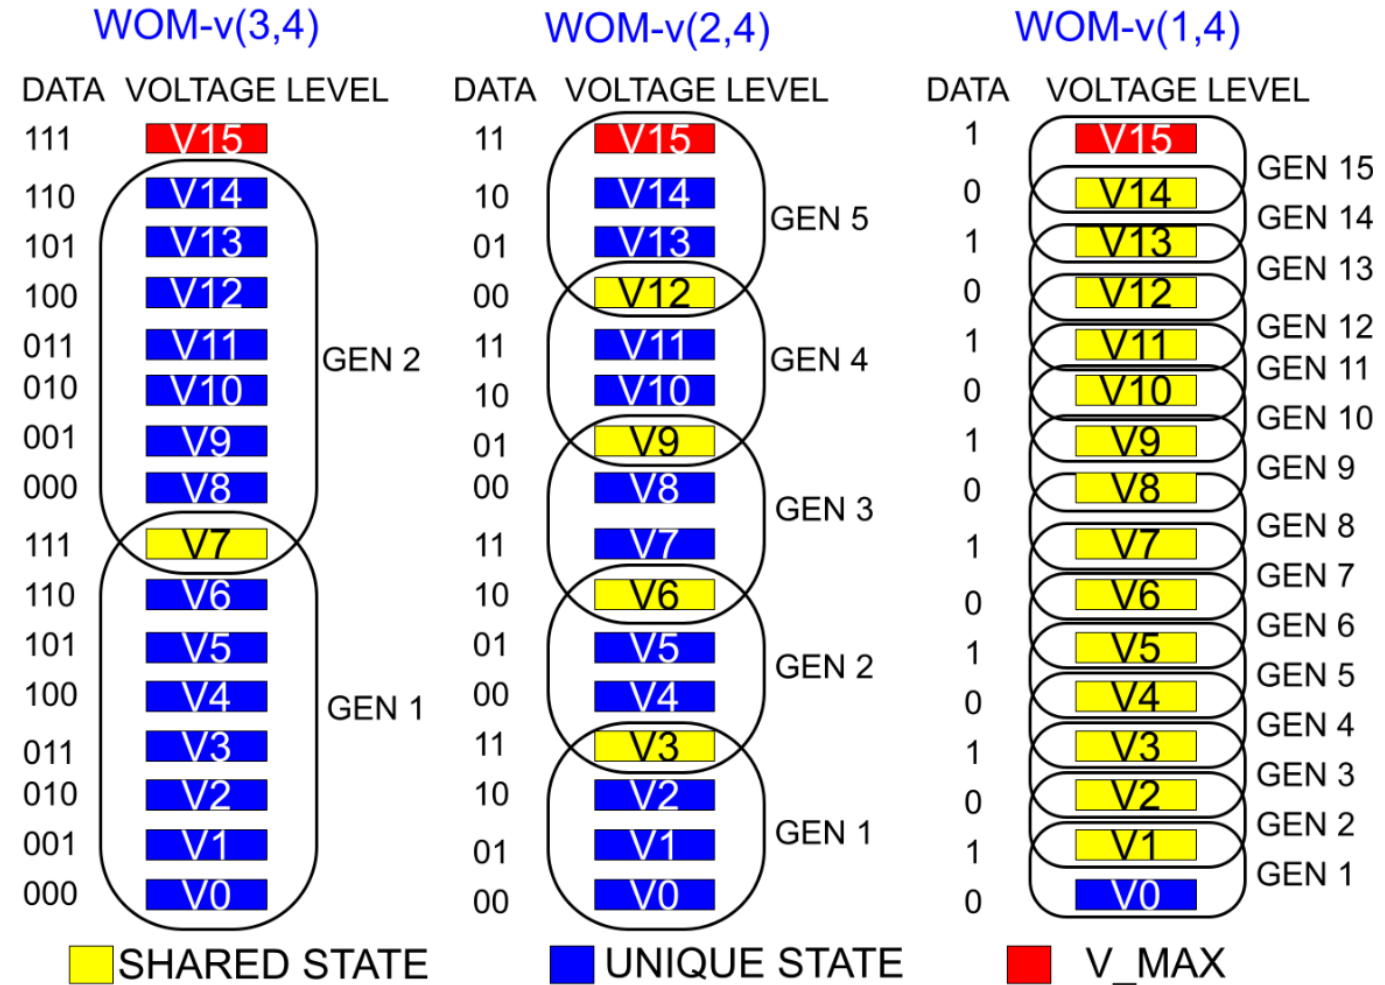 WOM-v(3,4)
DATA VOLTAGE LEVEL
111 V15
110 V14
101 V13
100 V12
011 V11
010 V10
001 V9
000 V8
111 V7
110 V6
101 V5
100 V4
011 V3
010 V2
001 V1
000 V0
GEN 2
GEN 1
WOM-v(2,4)
DATA VOLTAGE LEVEL
11 V15
10 V14
01 V13
00 V12
11 V11
10 V10
01 V9
00 V8
11 V7
10 V6
01 V5
00 V4
11 V3
10 V2
01 V1
00 V0
GEN 5
GEN 4
GEN 3
GEN 2
GEN 1
WOM-v(1,4)
DATA VOLTAGE LEVEL
1 V15
0 V14
1 V13
0 V12
1 V11
0 V10
1 V9
0 V8
1 V7
0 V6
1 V5
0 V4
1 V3
0 V2
1 V1
0 V0
GEN 15
GEN 14
GEN 13
GEN 12
GEN 11
GEN 10
GEN 9
GEN 8
GEN 7
GEN 6
GEN 5
GEN 4
GEN 3
GEN 2
GEN 1
SHARED STATE
UNIQUE STATE
V_MAX